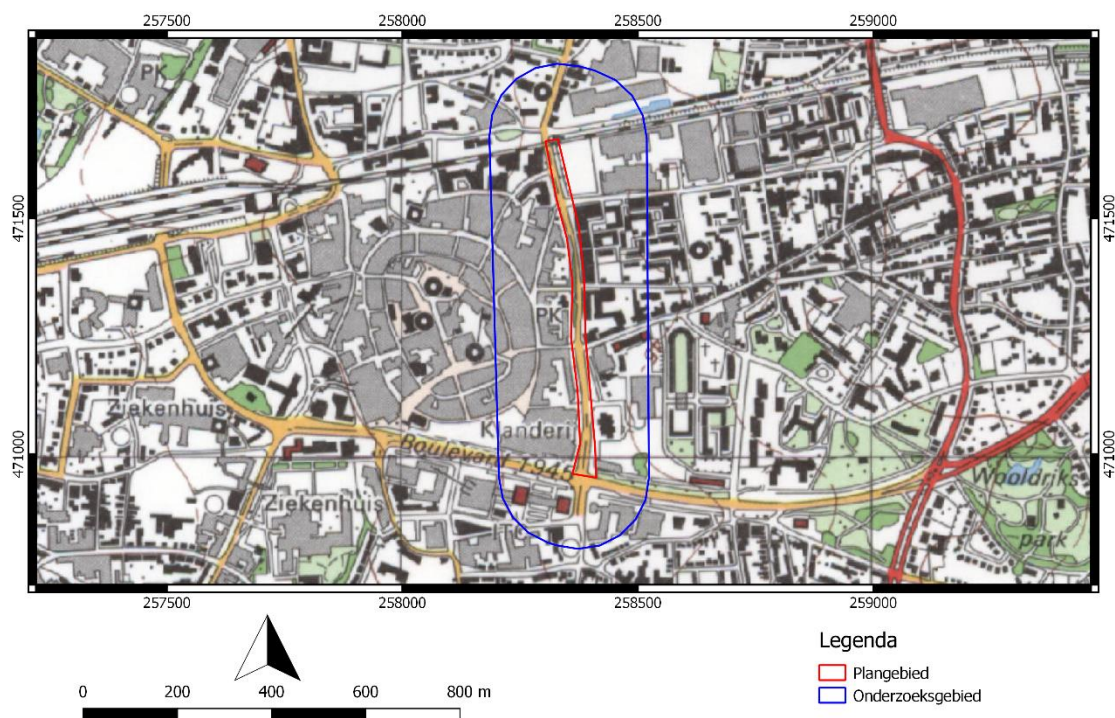 257500 258000 258500 259000
PK
471500 471500
PK
Ziekenhuis
Klanderij
471000 Boulevard 1945 471000
Wooldriks
Ziekenhuis
park
257500 258000 258500 259000
Legenda
Plangebied
0 200 400 600 800 m
Onderzoeksgebied